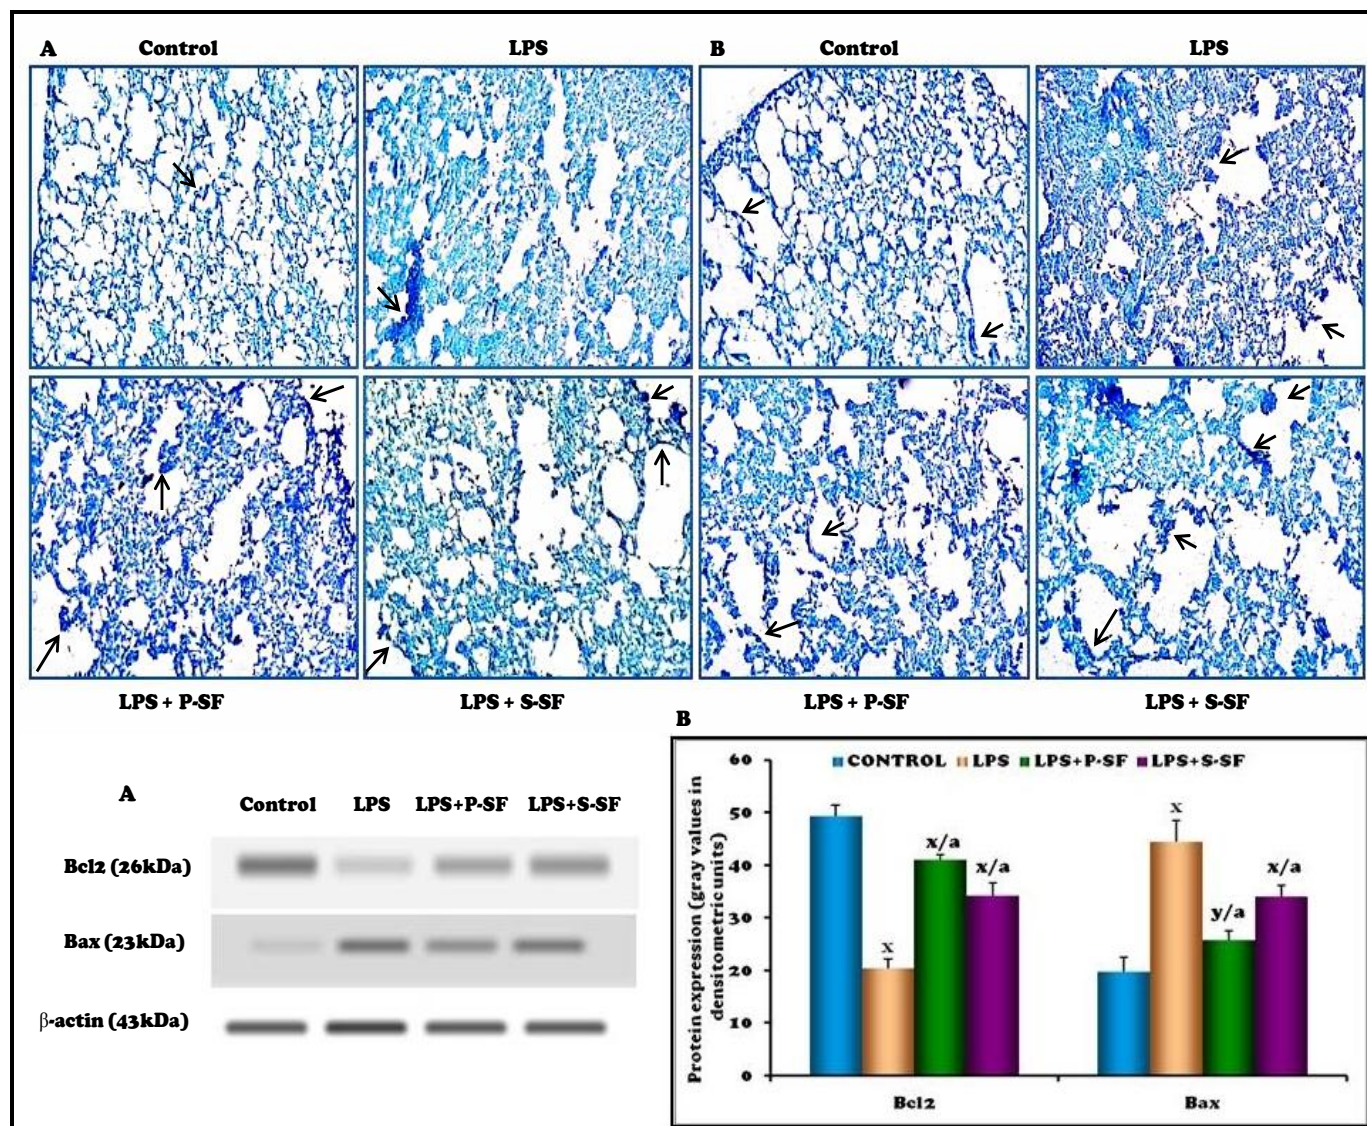 A Control LPS B Control LPS
LPS + P-SF LPS + S-SF LPS + P-SF LPS + S-SF
A
Control LPS LPS+P-SF LPS+S-SF
Bcl2 (26kDa)
Bax (23kDa)
β-actin (43kDa)
B
CONTROL LPS LPS+P-SF LPS+S-SF
Protein expression (gray values in
densitometric units)
60
50
40
30
20
10
0
x
x/a
x/a
x
y/a
x/a
Bcl2 Bax